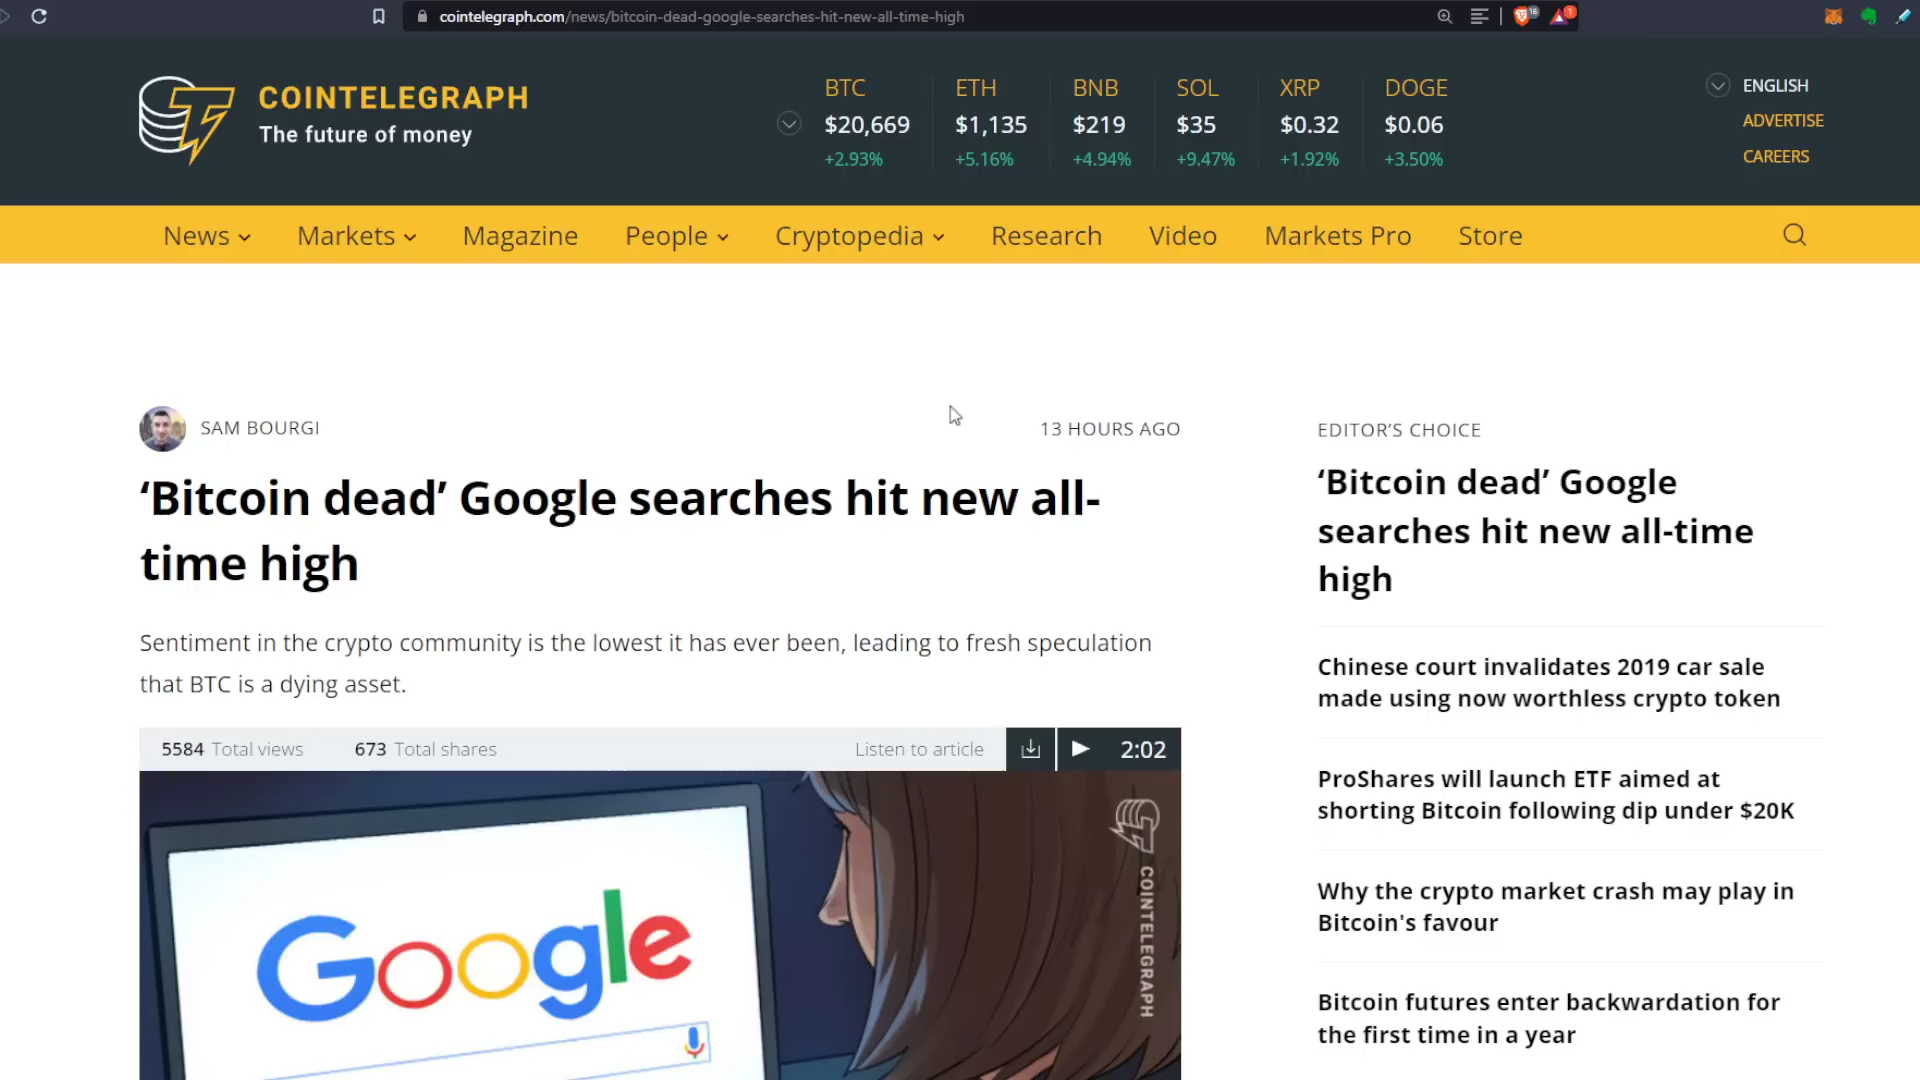 cointelegraph.com/news/bitcoin-dead-google-searches-hit-new-all-time-high
16
1
COINTELEGRAPH
The future of money
BTC ETH BNB SOL XRP DOGE
$20,669 $1,135 $219 $35 $0.32 $0.06
+2.93% +5.16% +4.94% +9.47% +1.92% +3.50%
ENGLISH
ADVERTISE
CAREERS
News Markets Magazine People Cryptopedia Research Video Markets Pro Store
SAM BOURGI
13 HOURS AGO
‘Bitcoin dead’ Google searches hit new all-
time high
Sentiment in the crypto community is the lowest it has ever been, leading to fresh speculation
that BTC is a dying asset.
5584 Total views 673 Total shares Listen to article 2:02
Google
COINTELEGRAPH
EDITOR’S CHOICE
‘Bitcoin dead’ Google
searches hit new all-time
high
Chinese court invalidates 2019 car sale
made using now worthless crypto token
ProShares will launch ETF aimed at
shorting Bitcoin following dip under $20K
Why the crypto market crash may play in
Bitcoin's favour
Bitcoin futures enter backwardation for
the first time in a year